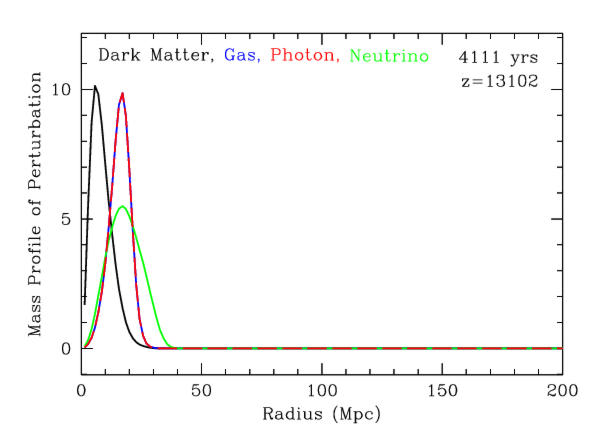 Dark Matter, Gas, Photon, Neutrino 4111 yrs
z=13102
Mass Profile of Perturbation
10
5
0
0 50 100 150 200
Radius (Mpc)